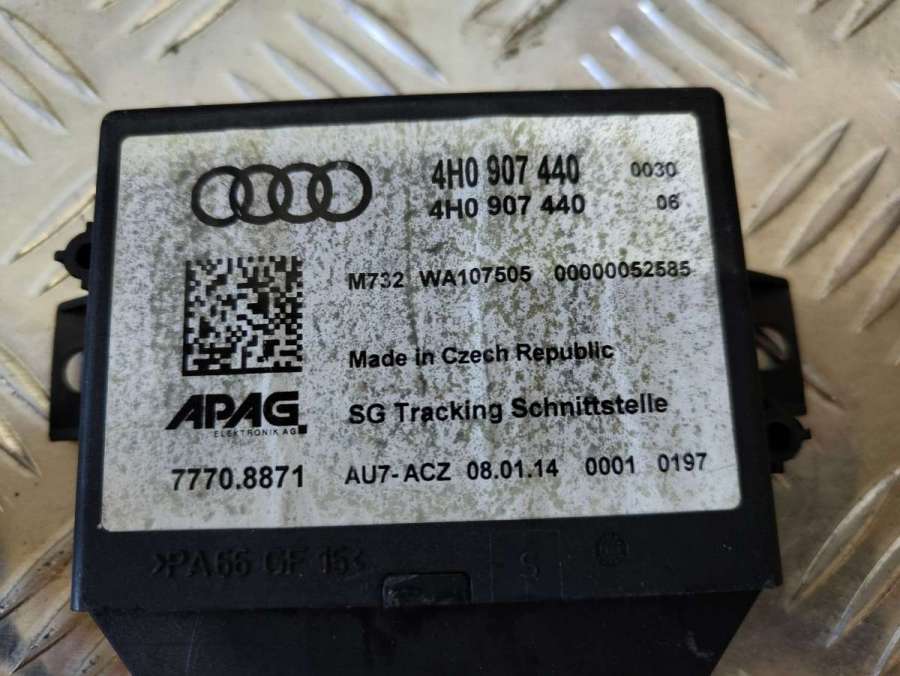 4H0 907 440 0030
4H0 907 440 06
M732 WA107505 00000052585
Made in Czech Republic
APAG
ELEKTRONIK AG
SG Tracking Schnittstelle
7770.8871 AU7-ACZ 08.01.14 0001 0197
>PA66 GF 15<